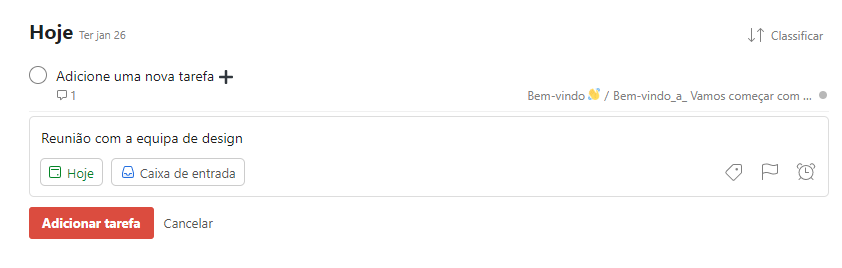 Hoje Ter jan 26
Classificar
Adicione uma nova tarefa ➕
1
Bem-vindo 👋 / Bem-vindo_a_ Vamos começar com ...
Reunião com a equipa de design
Hoje
Caixa de entrada
Adicionar tarefa
Cancelar